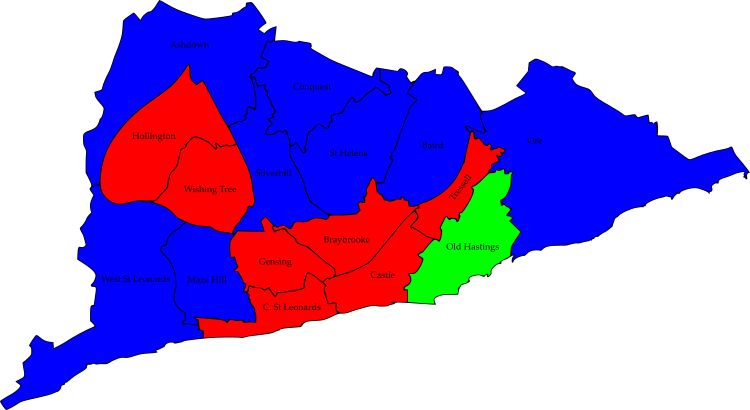 Ashdown
Conquest
Hollington
Ore
Baird
St Helens
Silverhill
Tressell
Wishing Tree
Braybrooke
Old Hastings
Gensing
Castle
West St Leonards
Maze Hill
C. St Leonards